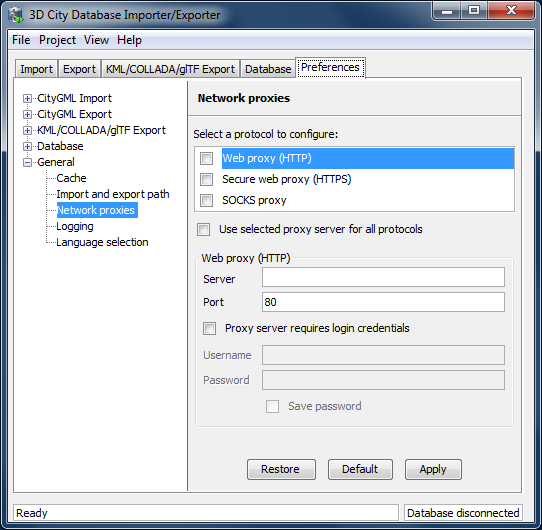 3D City Database Importer/Exporter
File Project View Help
Import Export KML/COLLADA/glTF Export Database Preferences
CityGML Import
CityGML Export
KML/COLLADA/glTF Export
Database
General
Cache
Import and export path
Network proxies
Logging
Language selection
Network proxies
Select a protocol to configure:
Web proxy (HTTP)
Secure web proxy (HTTPS)
SOCKS proxy
Use selected proxy server for all protocols
Web proxy (HTTP)
Server
Port 80
Proxy server requires login credentials
Username
Password
Save password
Restore Default Apply
Ready Database disconnected